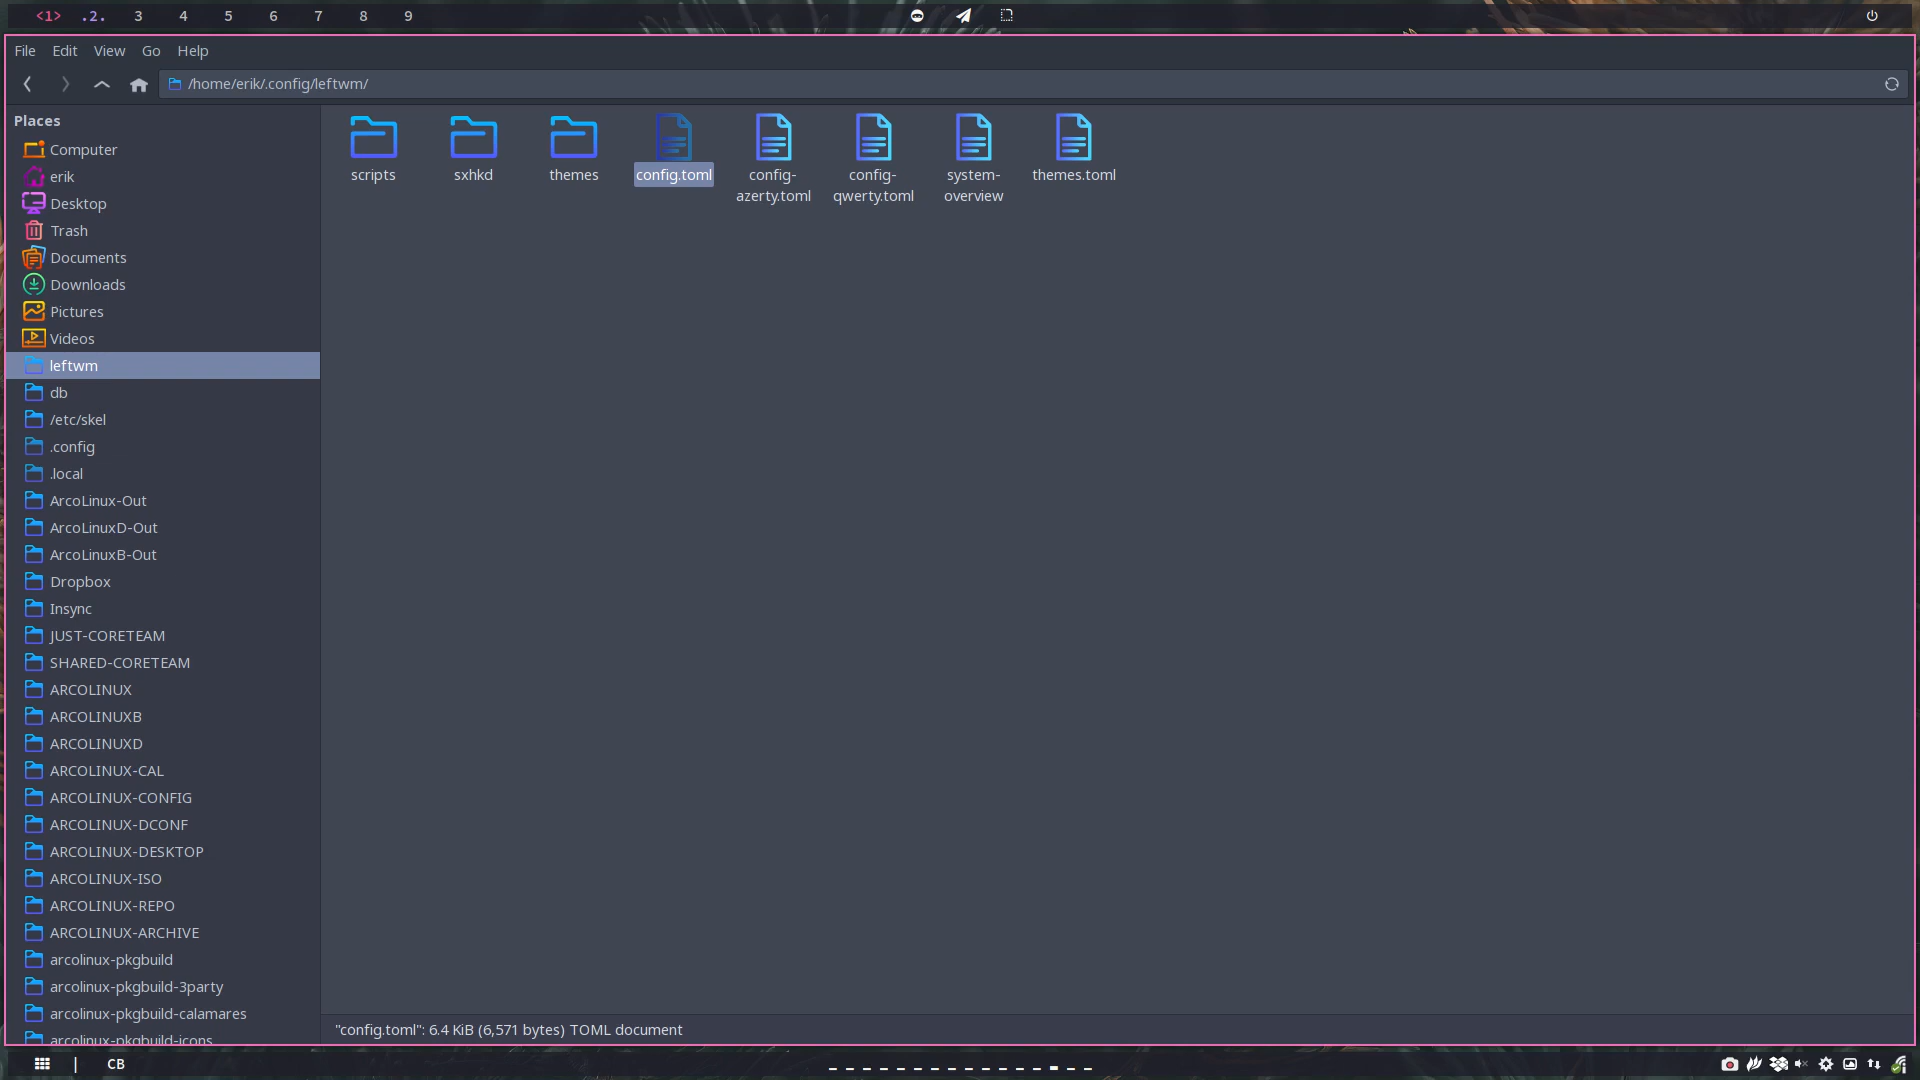 <1> .2. 3 4 5 6 7 8 9
File Edit View Go Help
/home/erik/.config/leftwm/
Places
Computer
erik
Desktop
Trash
Documents
Downloads
Pictures
Videos
leftwm
db
/etc/skel
.config
.local
ArcoLinux-Out
ArcoLinuxD-Out
ArcoLinuxB-Out
Dropbox
Insync
JUST-CORETEAM
SHARED-CORETEAM
ARCOLINUX
ARCOLINUXB
ARCOLINUXD
ARCOLINUX-CAL
ARCOLINUX-CONFIG
ARCOLINUX-DCONF
ARCOLINUX-DESKTOP
ARCOLINUX-ISO
ARCOLINUX-REPO
ARCOLINUX-ARCHIVE
arcolinux-pkgbuild
arcolinux-pkgbuild-3party
arcolinux-pkgbuild-calamares
arcolinux-pkgbuild-icons
scripts
sxhkd
themes
config.toml
config-
azerty.toml
config-
qwerty.toml
system-
overview
themes.toml
"config.toml": 6.4 KiB (6,571 bytes) TOML document
| CB